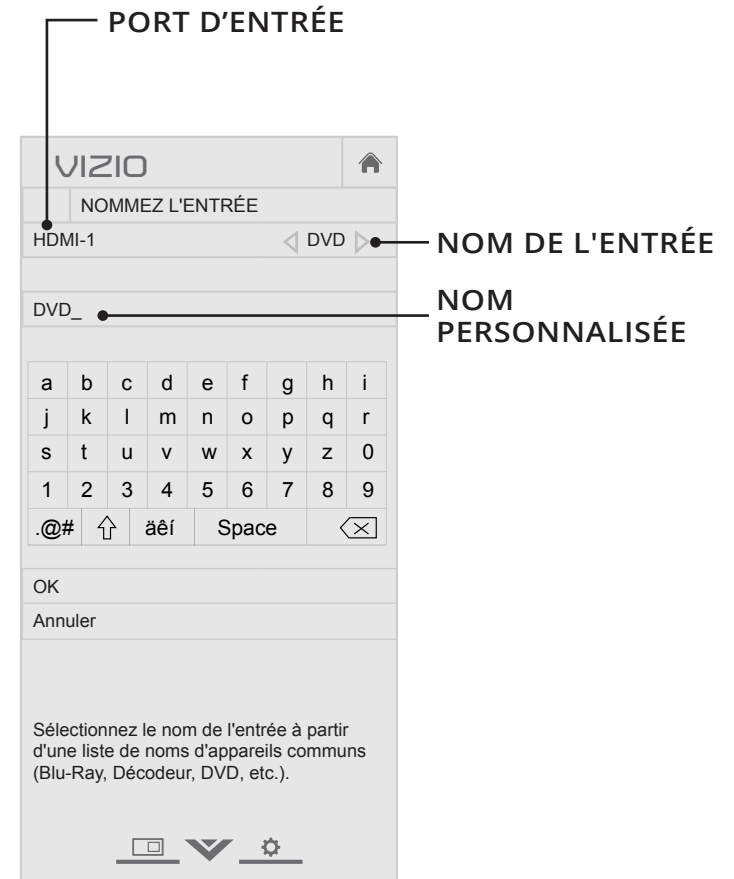 PORT D'ENTRÉE
VIZIO
NOMMEZ L'ENTRÉE
HDMI-1
DVD
NOM DE L'ENTRÉE
DVD_
NOM
PERSONNALISÉE
a b c d e f g h i
j k l m n o p q r
s t u v w x y z 0
1 2 3 4 5 6 7 8 9
.@# äêí Space
OK
Annuler
Sélectionnez le nom de l'entrée à partir
d'une liste de noms d'appareils communs
(Blu-Ray, Décodeur, DVD, etc.).